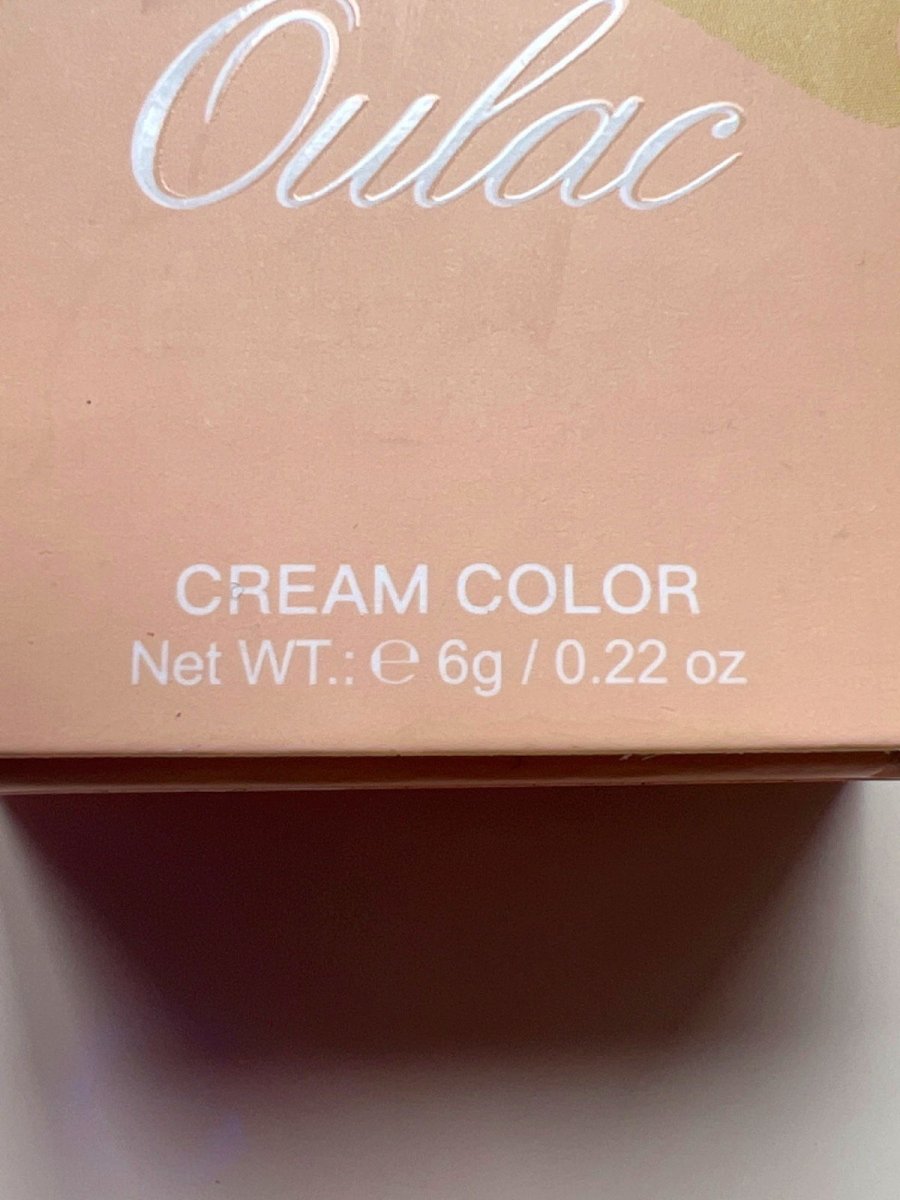 Oulac
CREAM COLOR
Net WT.: ℮ 6g / 0.22 oz